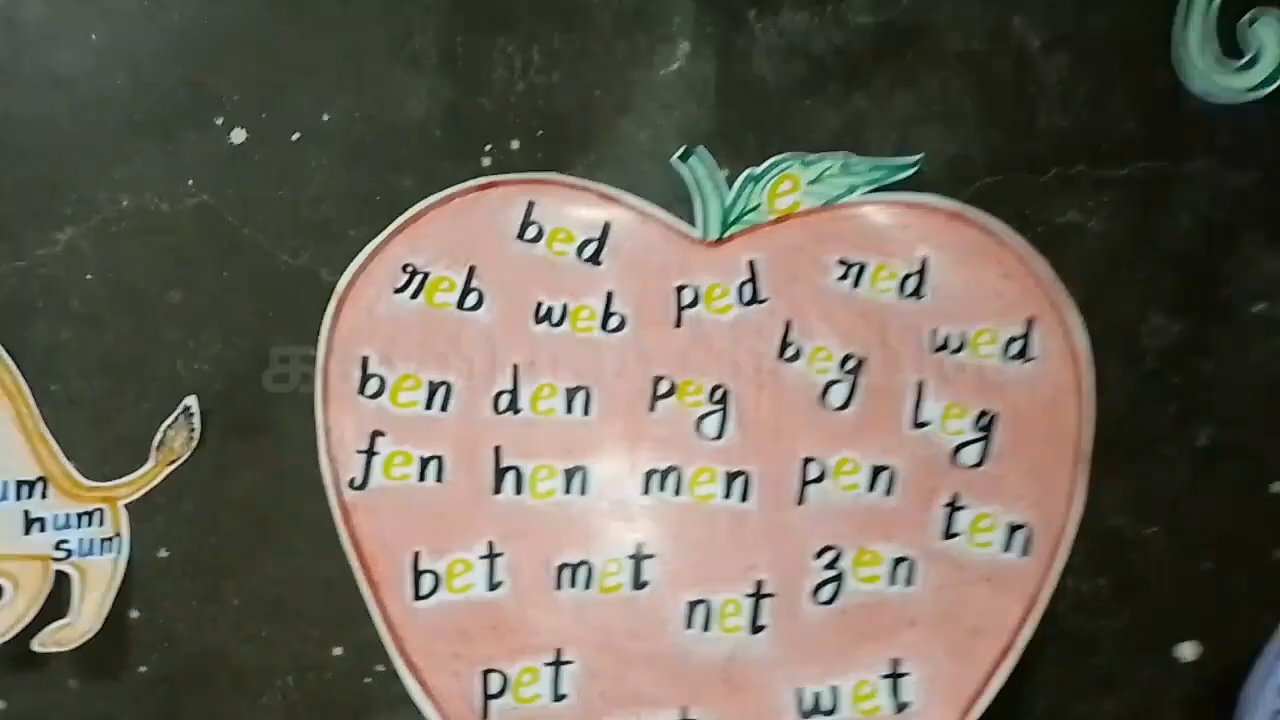 e
bed
reb web ped red
beg wed
ben den peg leg
fen hen men pen
ten
bet met zen
net
pet wet
hum
sum